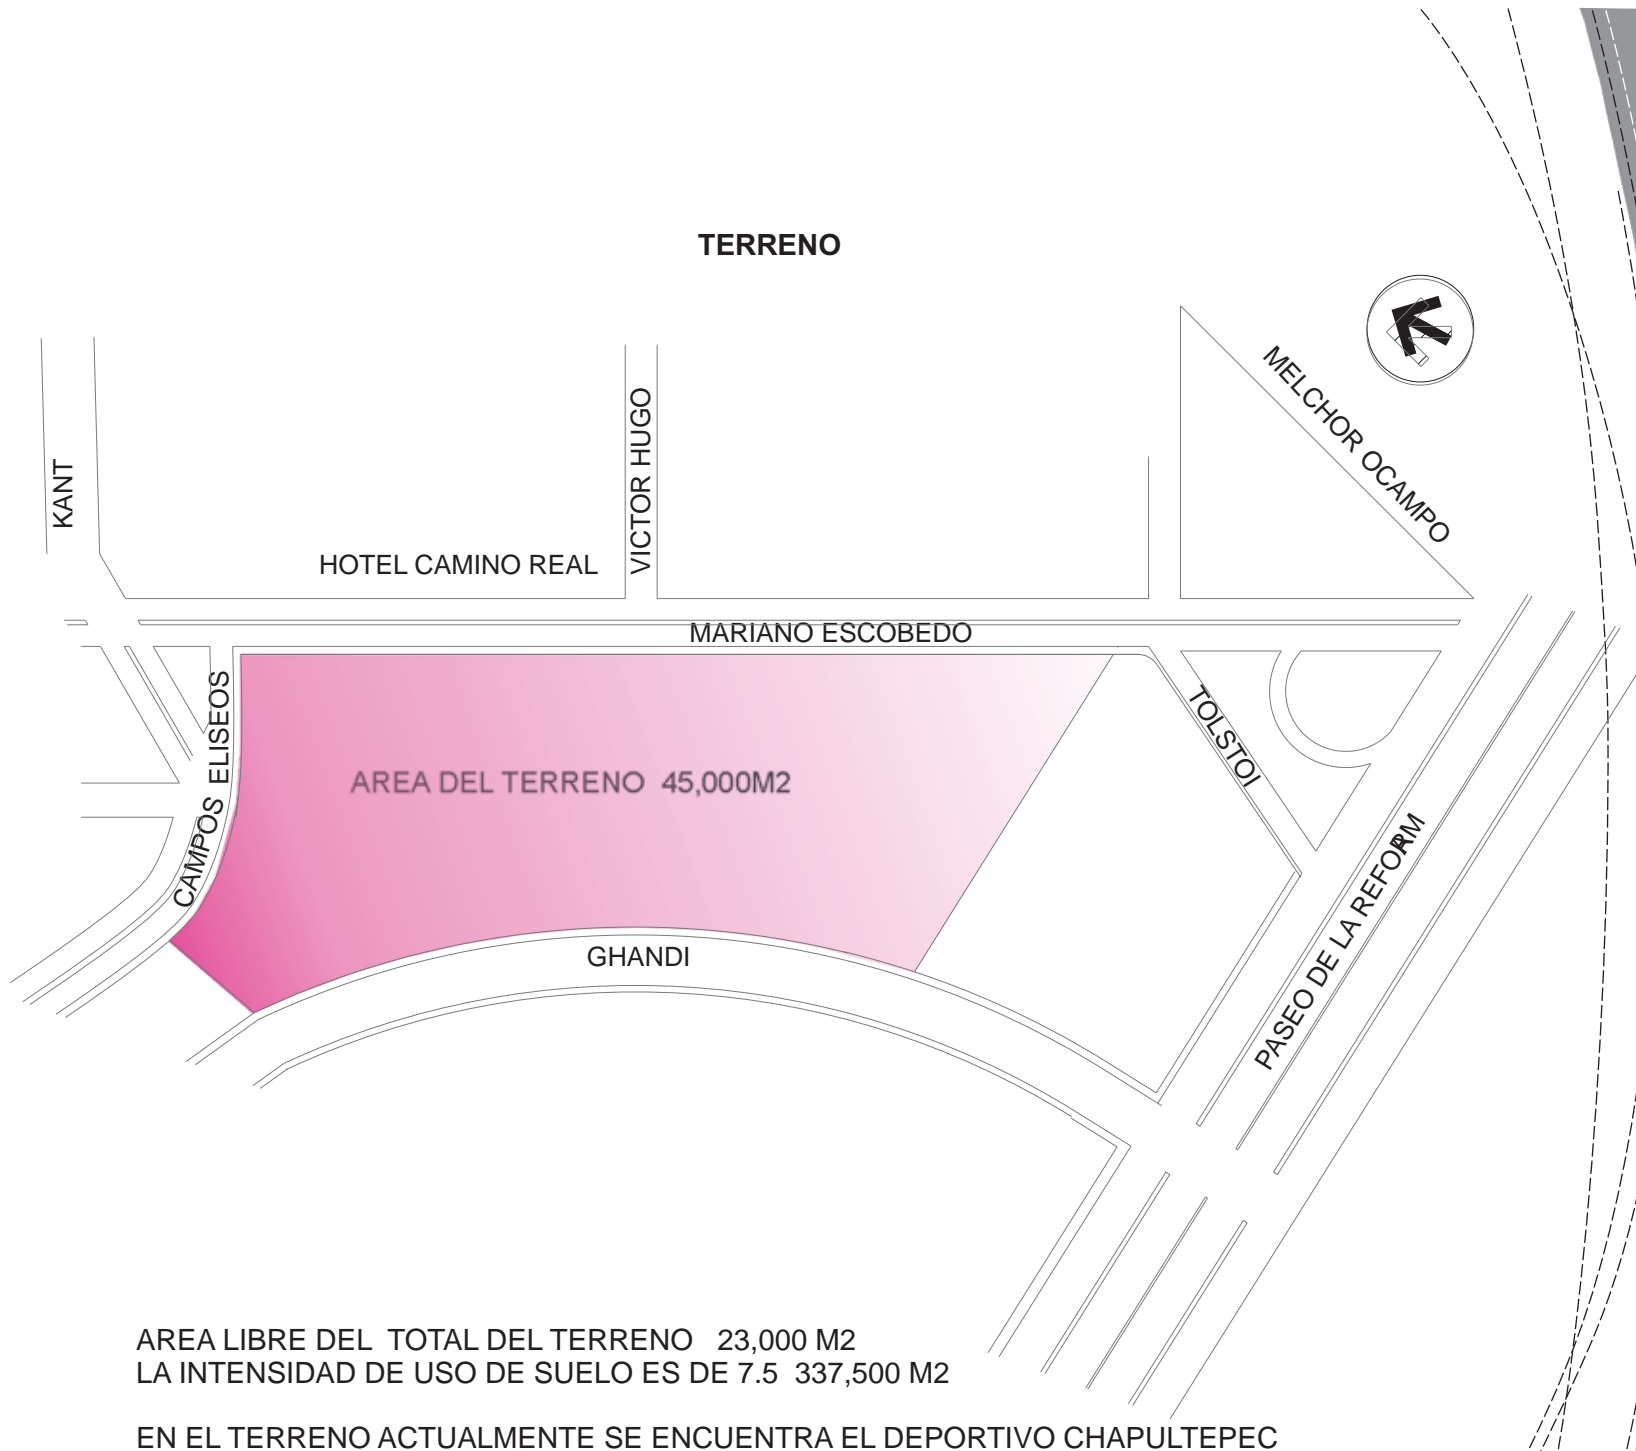 TERRENO
MELCHOR OCAMPO
KANT
VICTOR HUGO
HOTEL CAMINO REAL
MARIANO ESCOBEDO
CAMPOS ELISEOS
TOLSTOI
AREA DEL TERRENO 45,000M2
PASEO DE LA REFORM
GHANDI
AREA LIBRE DEL TOTAL DEL TERRENO 23,000 M2
LA INTENSIDAD DE USO DE SUELO ES DE 7.5 337,500 M2
EN EL TERRENO ACTUALMENTE SE ENCUENTRA EL DEPORTIVO CHAPULTEPEC